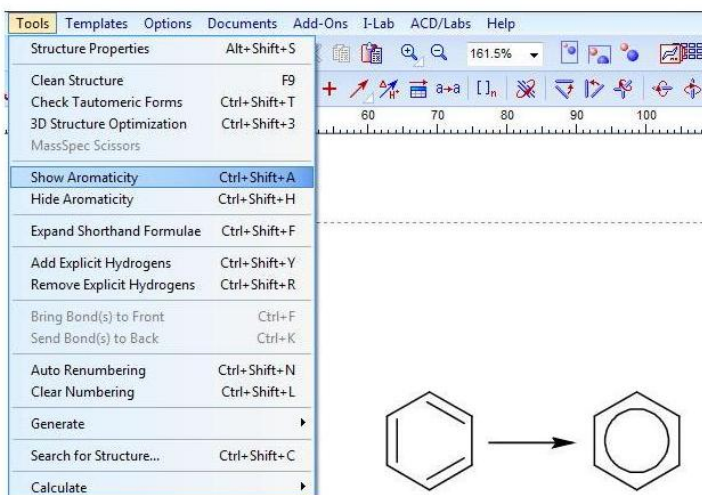 Tools Templates Options Documents Add-Ons I-Lab ACD/Labs Help
Structure Properties Alt+Shift+S
161.5%
Clean Structure F9
Check Tautomeric Forms Ctrl+Shift+T
3D Structure Optimization Ctrl+Shift+3
MassSpec Scissors
a→a []n
60 70 80 90 100
Show Aromaticity Ctrl+Shift+A
Hide Aromaticity Ctrl+Shift+H
Expand Shorthand Formulae Ctrl+Shift+F
Add Explicit Hydrogens Ctrl+Shift+Y
Remove Explicit Hydrogens Ctrl+Shift+R
Bring Bond(s) to Front Ctrl+F
Send Bond(s) to Back Ctrl+K
Auto Renumbering Ctrl+Shift+N
Clear Numbering Ctrl+Shift+L
Generate
Search for Structure... Ctrl+Shift+C
Calculate